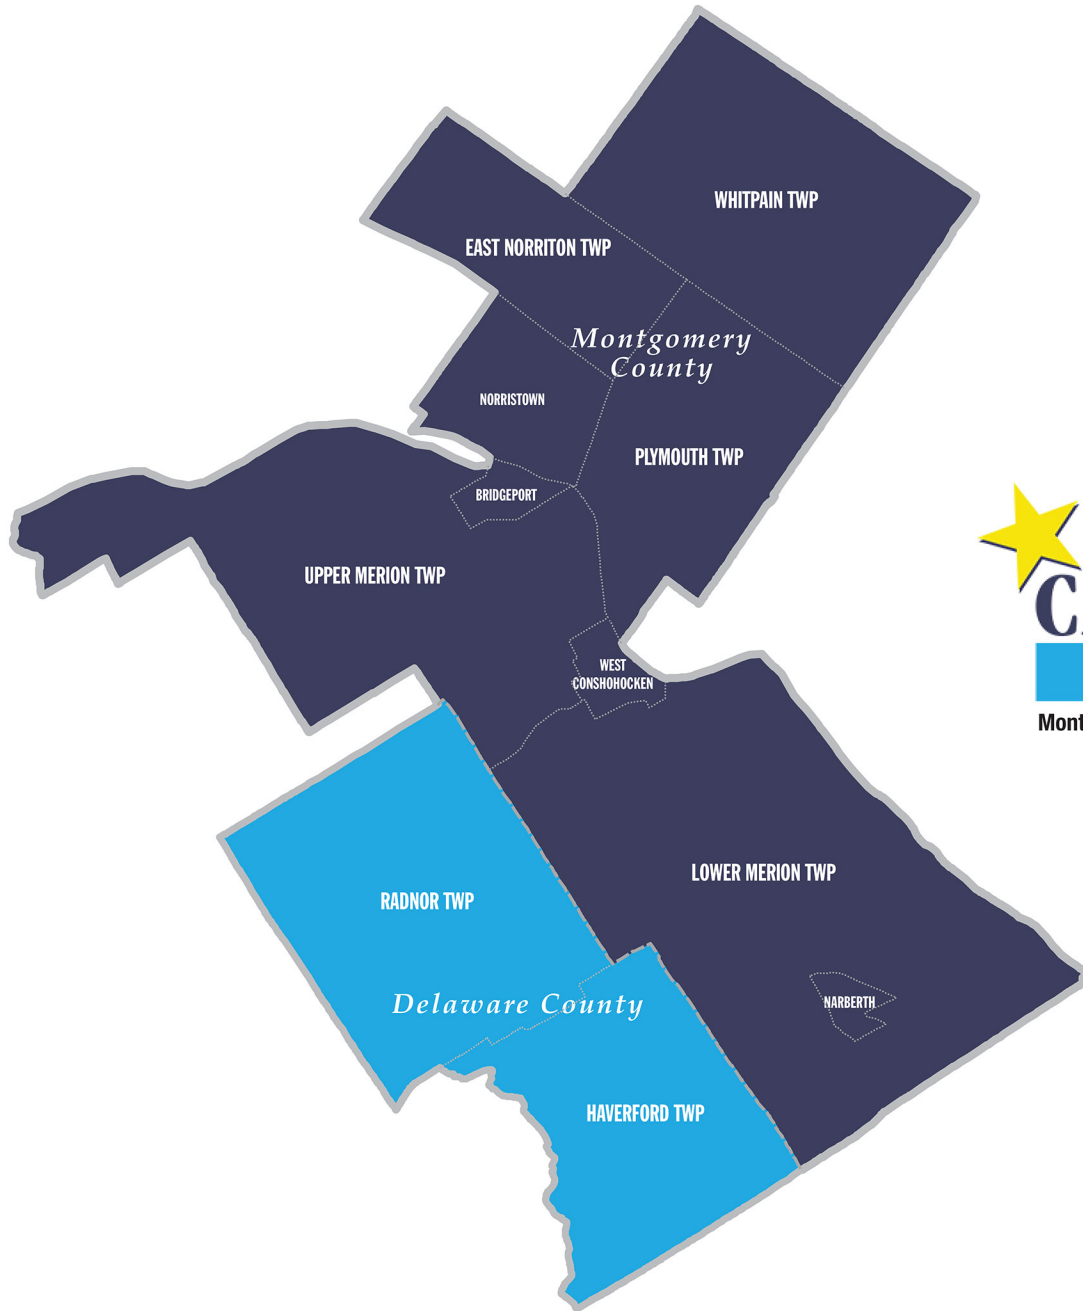 WHITPAIN TWP
EAST NORRITON TWP
Montgomery
County
NORRISTOWN
PLYMOUTH TWP
BRIDGEPORT
UPPER MERION TWP
WEST
CONSHOHOCKEN
LOWER MERION TWP
RADNOR TWP
NARBERTH
Delaware County
HAVERFORD TWP